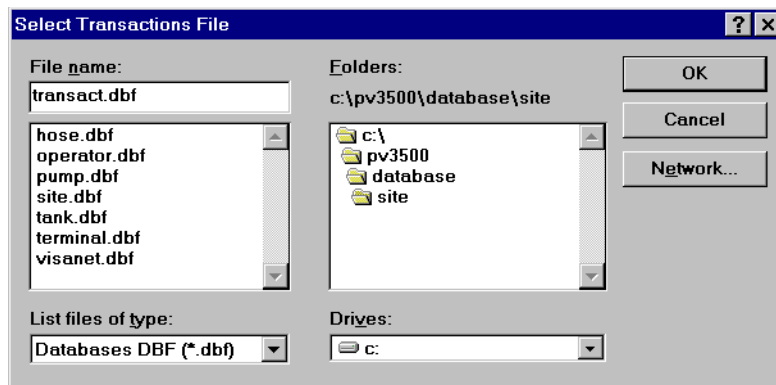 Select Transactions File
File name:
transact.dbf
hose.dbf
operator.dbf
pump.dbf
site.dbf
tank.dbf
terminal.dbf
visanet.dbf
List files of type:
Databases DBF (*.dbf)
Folders:
c:\pv3500\database\site
c:\
pv3500
database
site
Drives:
c:
OK
Cancel
Network...